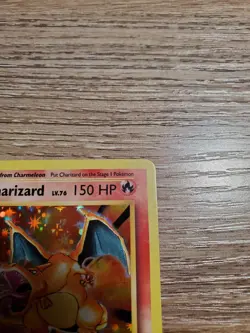 from Charmeleon Put Charizard on the Stage 1 Pokémon
harizard LV.76 150 HP